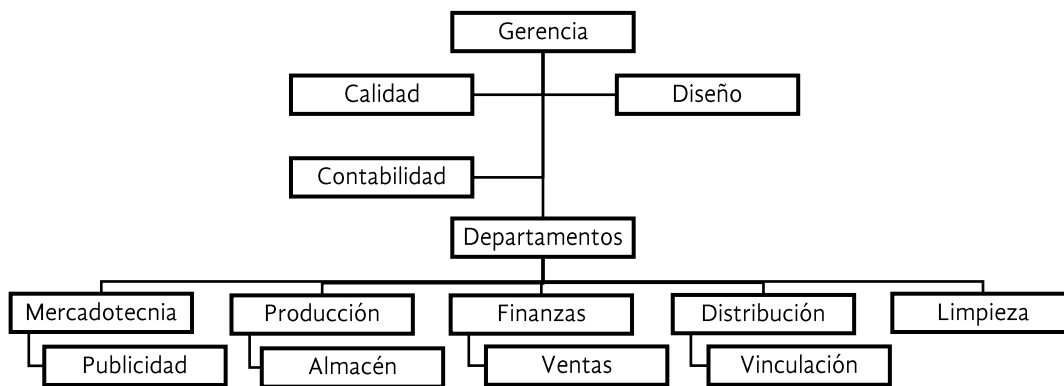 Gerencia
Calidad
Diseño
Contabilidad
Departamentos
Mercadotecnia
Producción
Finanzas
Distribución
Limpieza
Publicidad
Almacén
Ventas
Vinculación